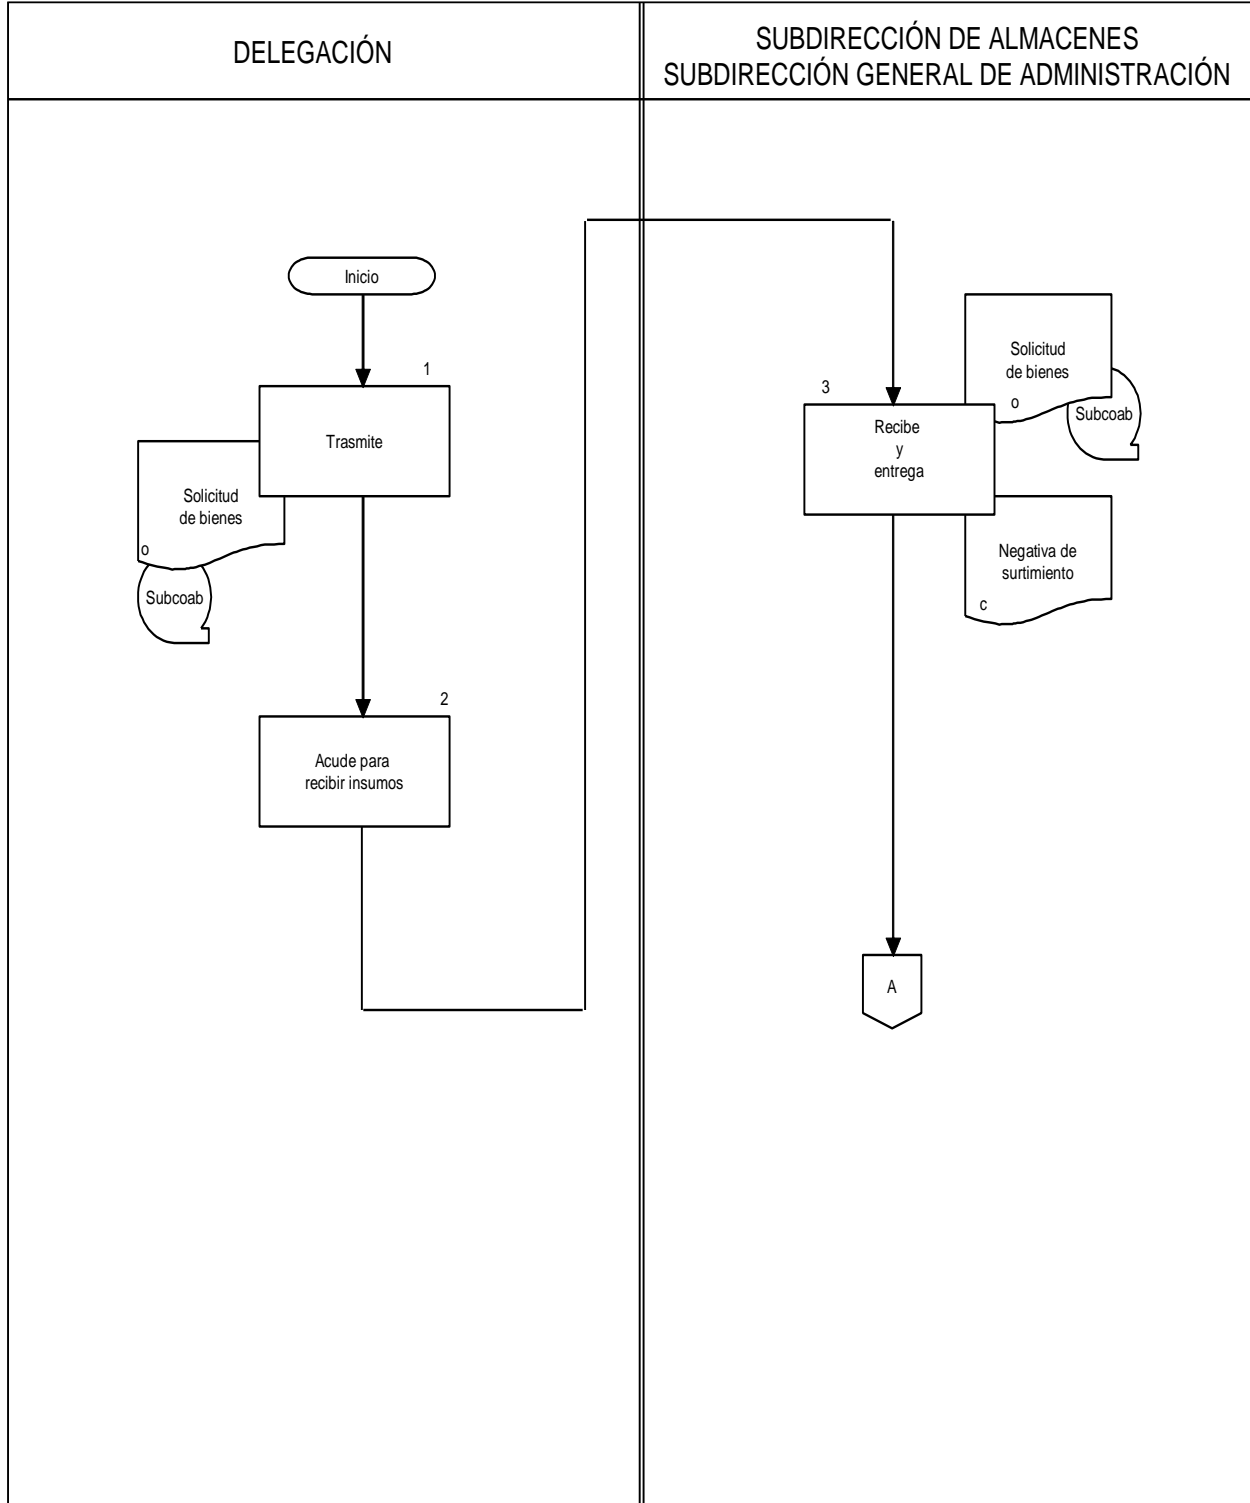 DELEGACIÓN
SUBDIRECCIÓN DE ALMACENES
SUBDIRECCIÓN GENERAL DE ADMINISTRACIÓN
Inicio
1
Trasmite
Solicitud
de bienes
o
Subcoab
2
Acude para
recibir insumos
3
Recibe
y
entrega
Solicitud
de bienes
o
Subcoab
Negativa de
surtimiento
c
A